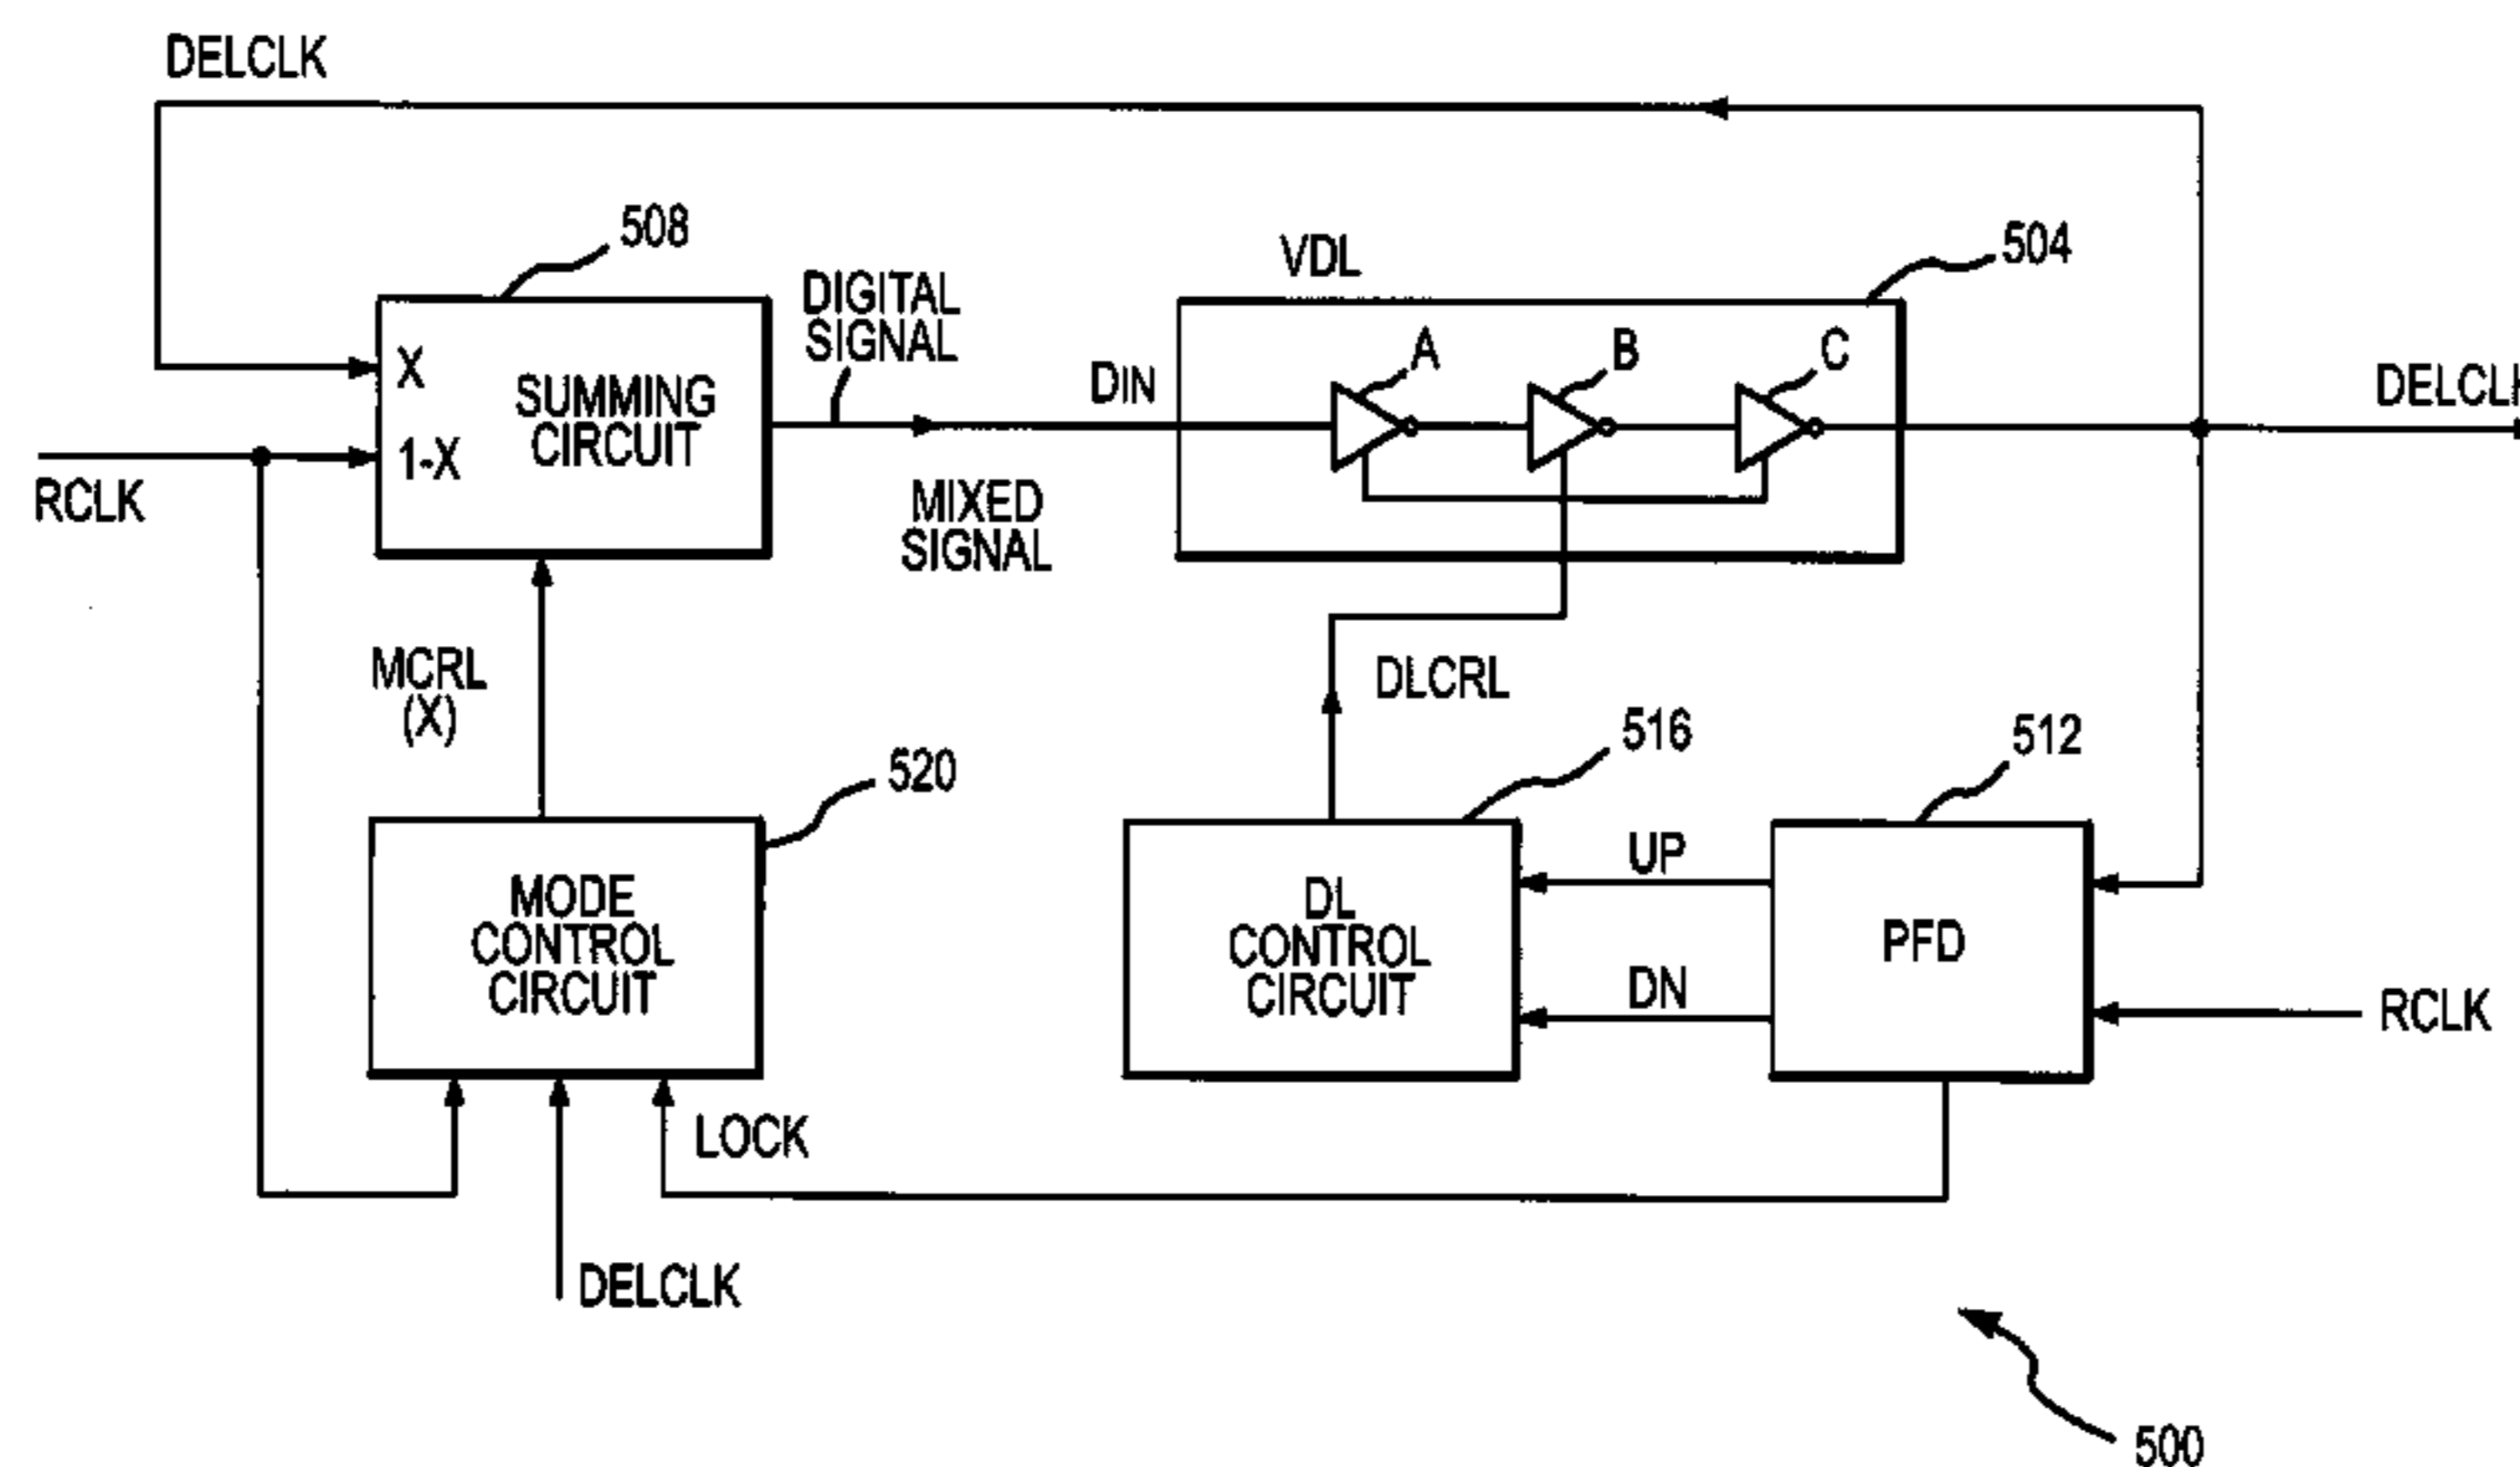 DELCLK
508
504
VDL
DIGITAL
SIGNAL
A
B
C
DIN
DELCLK
X
SUMMING
CIRCUIT
1-X
RCLK
MIXED
SIGNAL
MCRL
(X)
DLCRL
516
512
520
UP
MODE
CONTROL
CIRCUIT
DL
CONTROL
CIRCUIT
PFD
DN
RCLK
LOCK
DELCLK
500